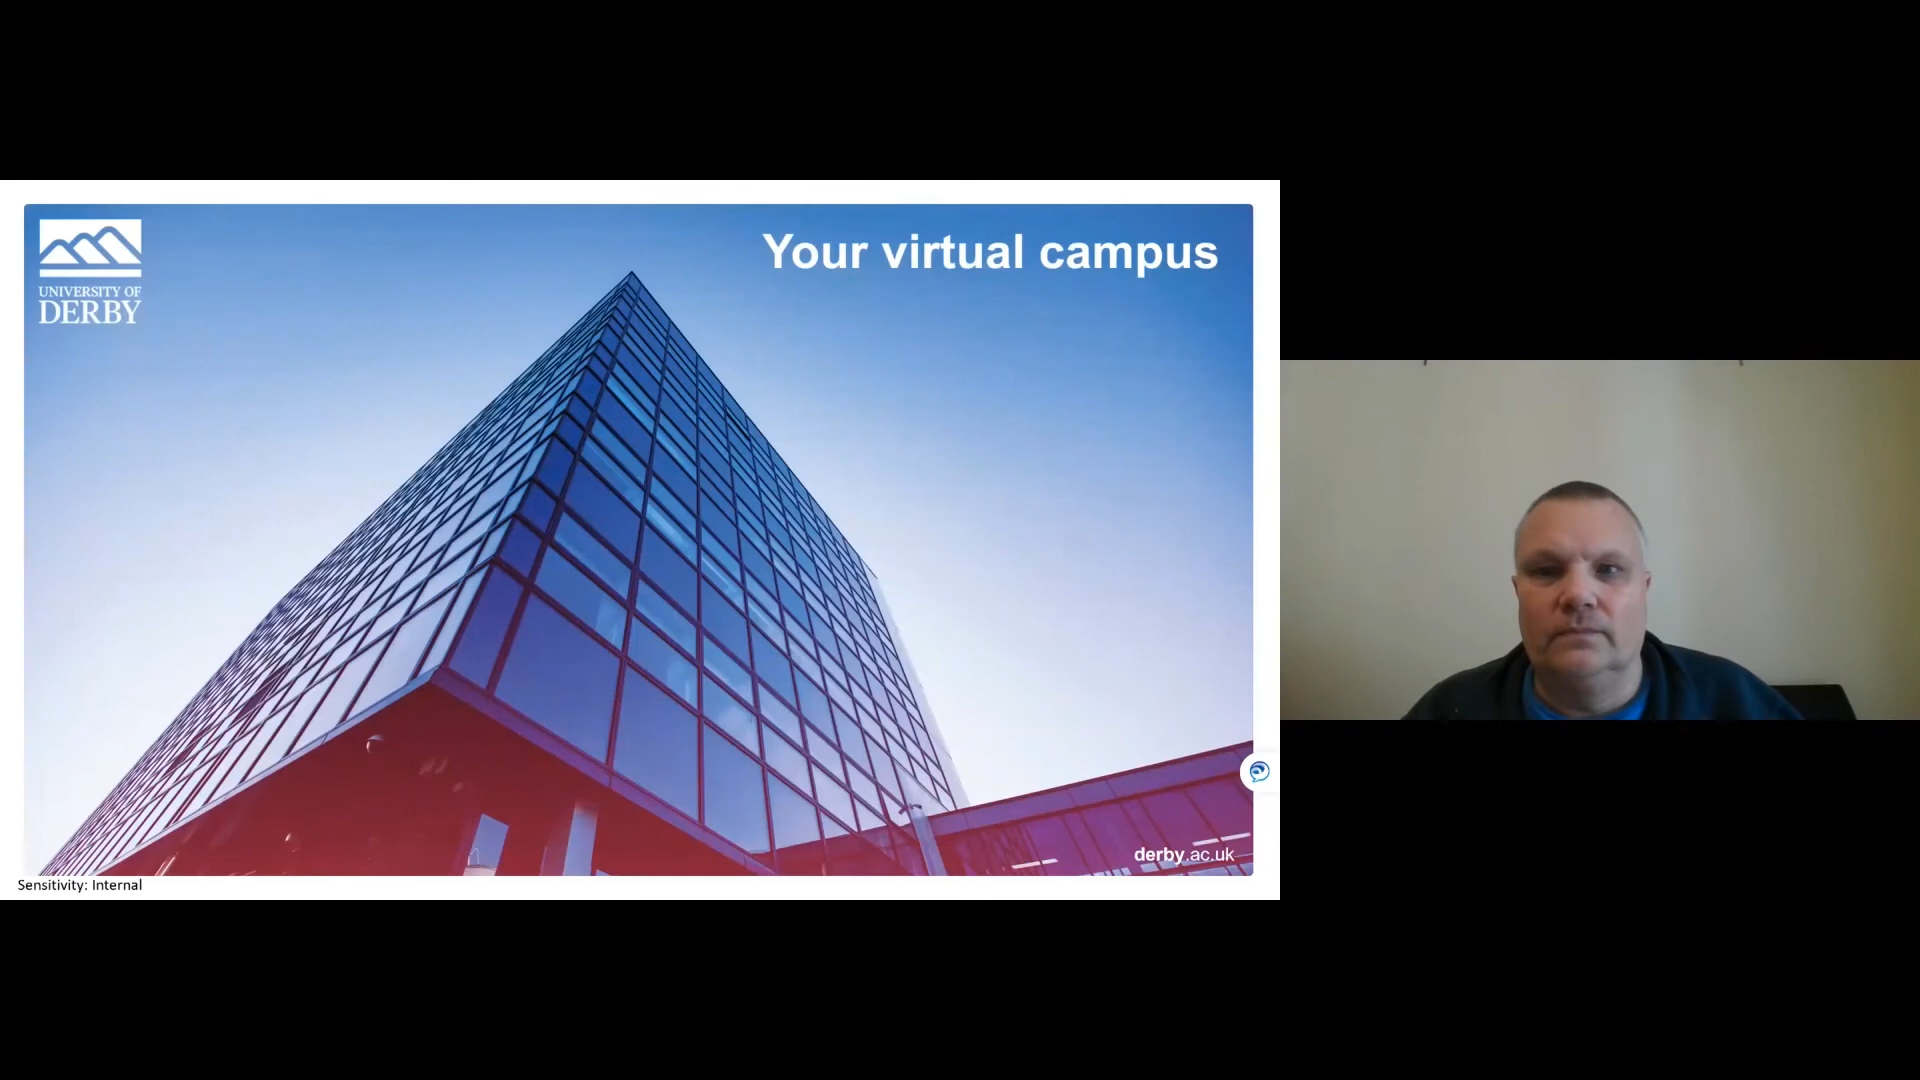 Your virtual campus
UNIVERSITY OF
DERBY
derby.ac.uk
Sensitivity: Internal